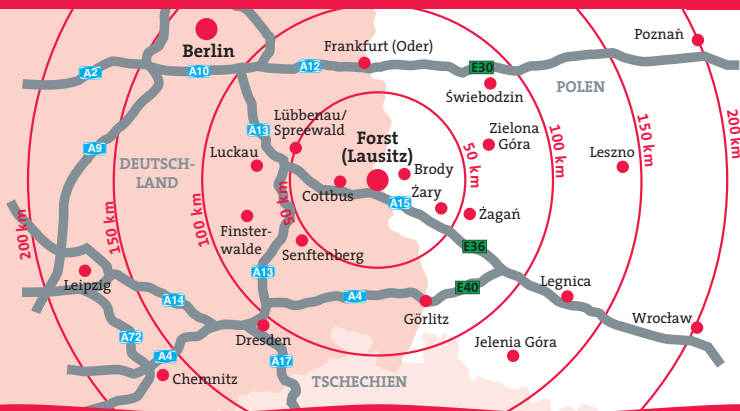 Poznań
Berlin
Frankfurt (Oder)
A2
A10
A12
E30
POLEN
Świebodzin
200 km
Lübbenau/
Spreewald
A13
Forst
(Lausitz)
Zielona
Góra
100 km
150 km
A9
Luckau
50 km
Leszno
DEUTSCH-
LAND
Brody
Cottbus
Żary
A15
Żagań
200 km
150 km
100 km
50 km
Finster-
walde
Senftenberg
E36
A13
Leipzig
A14
A4
E40
Legnica
Görlitz
Wrocław
A72
Dresden
Jelenia Góra
A4
A17
Chemnitz
TSCHECHIEN